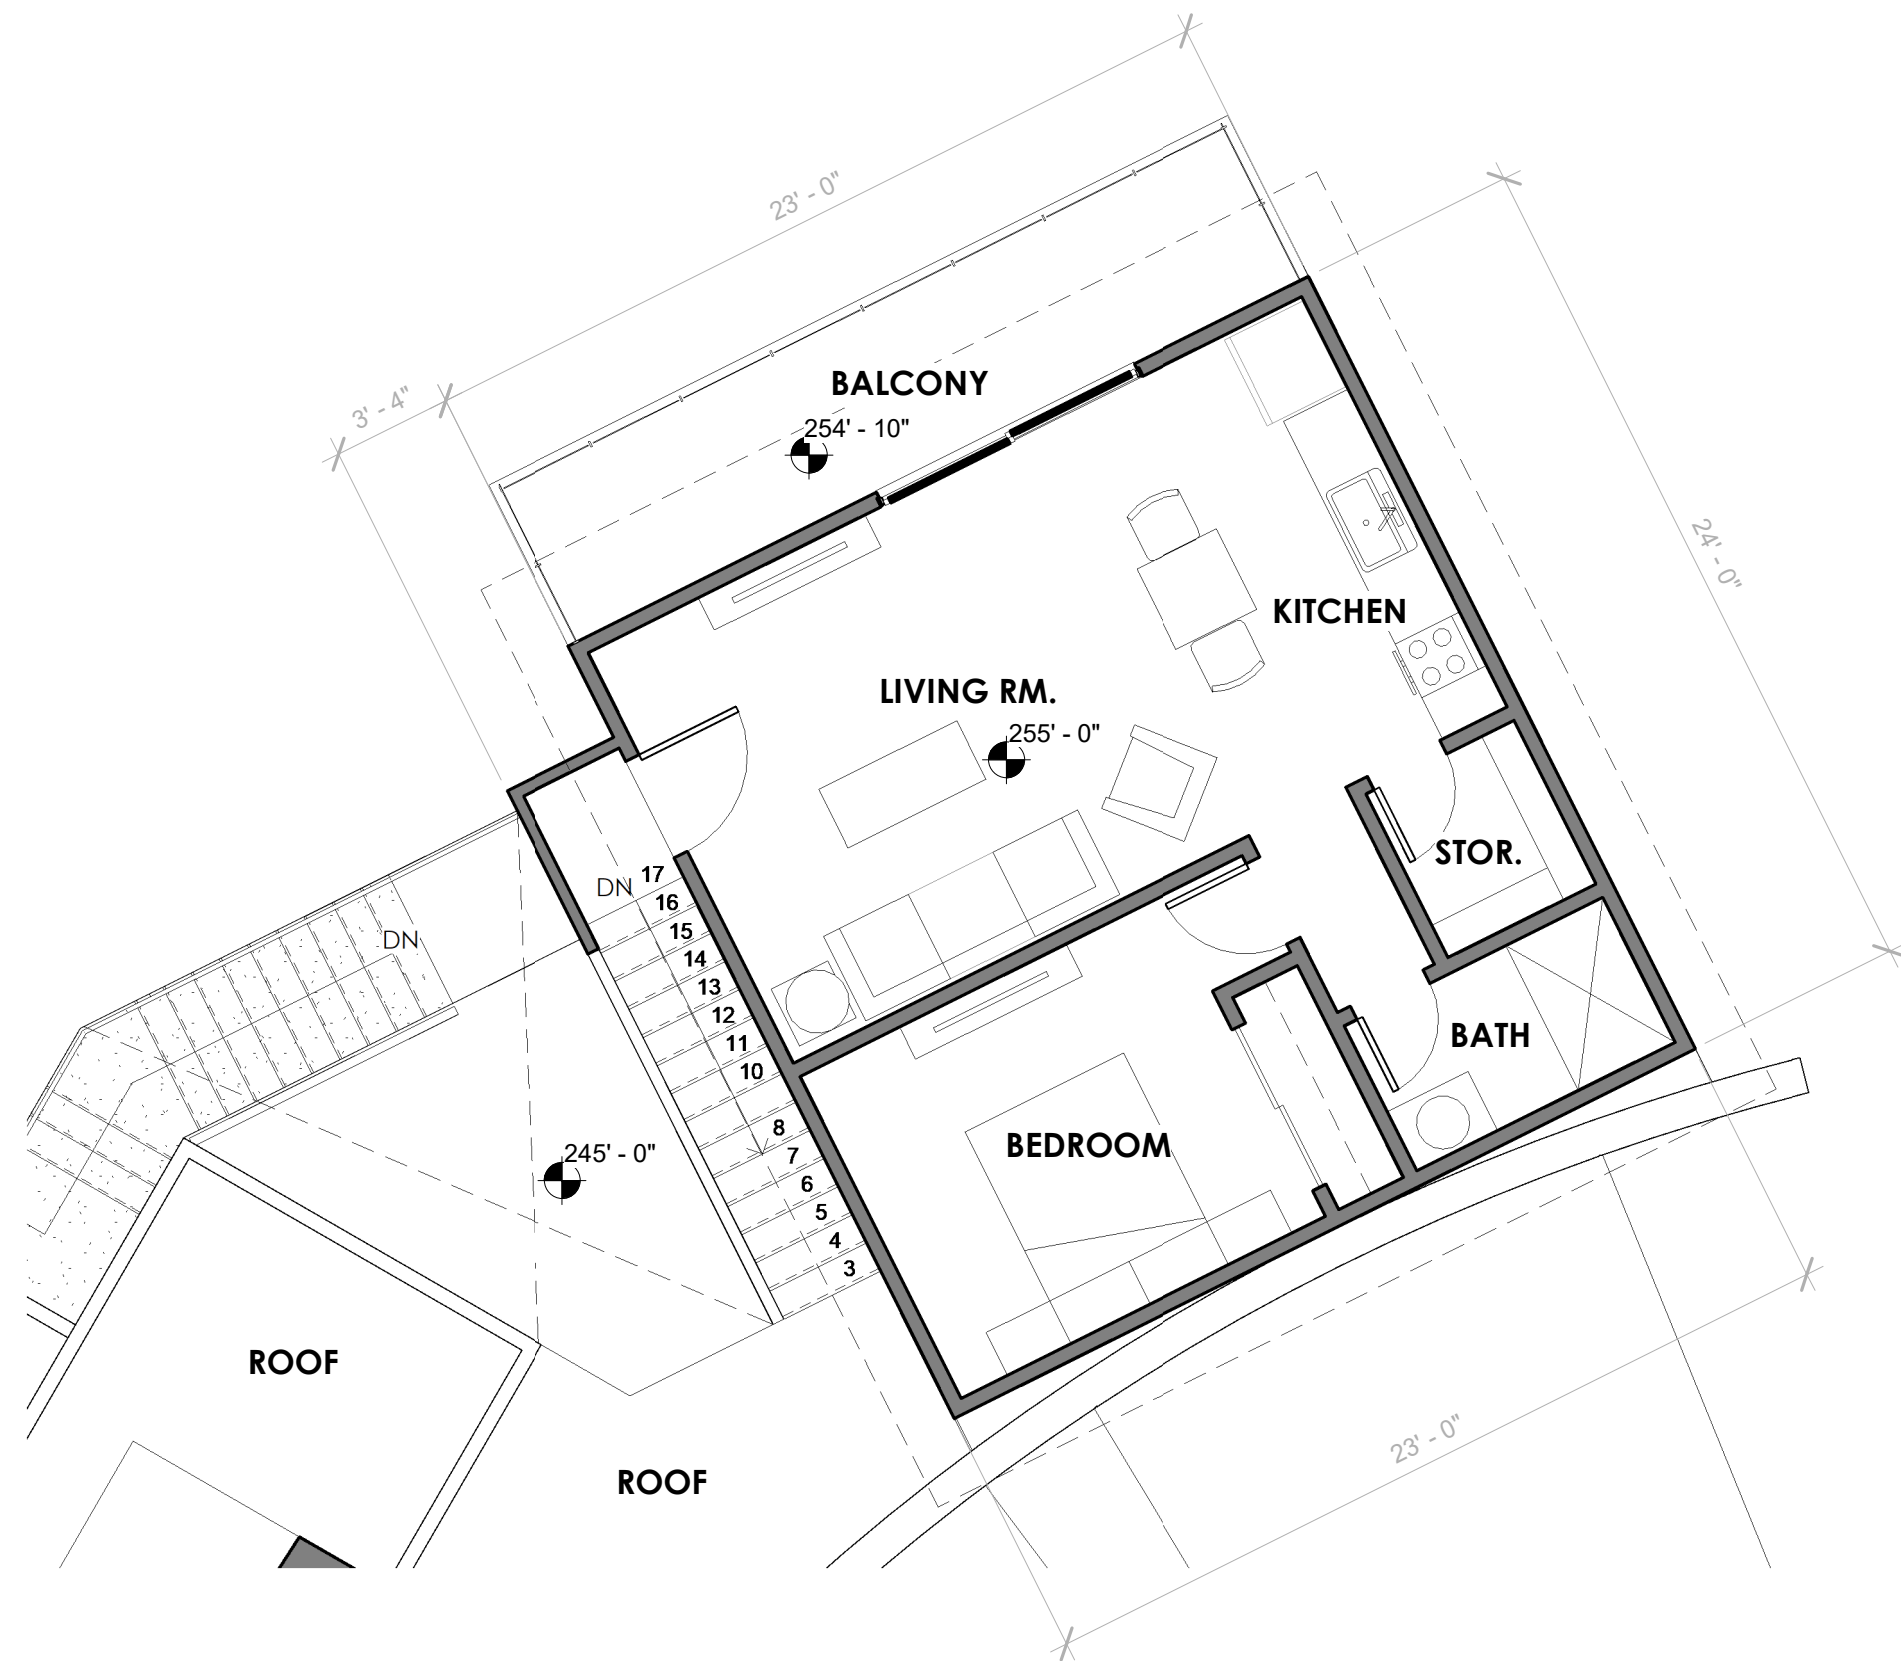 23' - 0"
3' - 4"
BALCONY
254' - 10"
24' - 0"
KITCHEN
LIVING RM.
255' - 0"
STOR.
DN
17
16
15
14
13
12
11
10
8
7
6
5
4
3
DN
BATH
BEDROOM
245' - 0"
ROOF
ROOF
23' - 0"